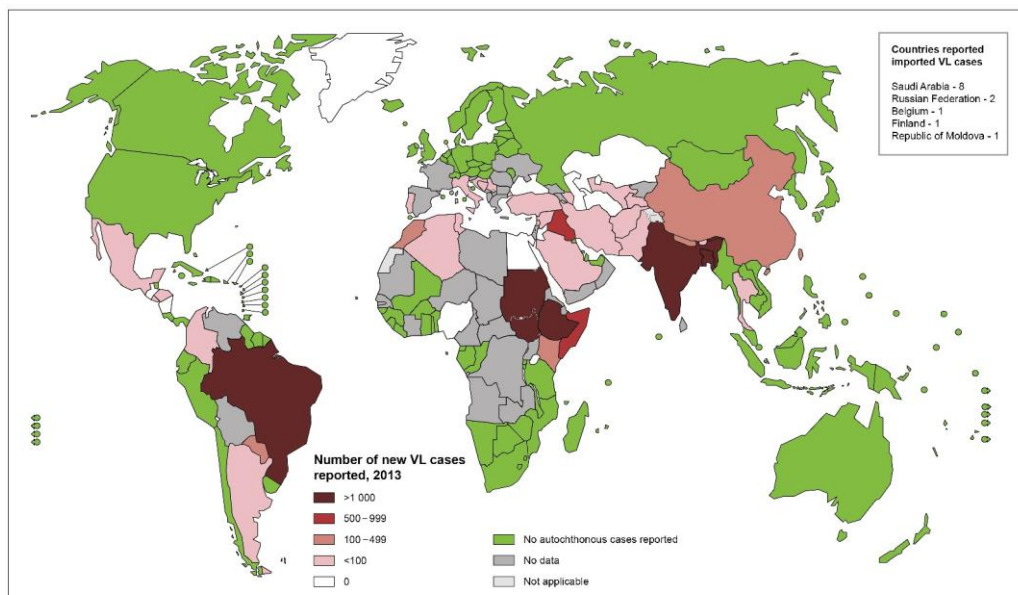 Countries reported
imported VL cases
Saudi Arabia - 8
Russian Federation - 2
Belgium - 1
Finland - 1
Republic of Moldova - 1
Number of new VL cases
reported, 2013
>1 000
500–999
100–499
<100
0
No autochthonous cases reported
No data
Not applicable